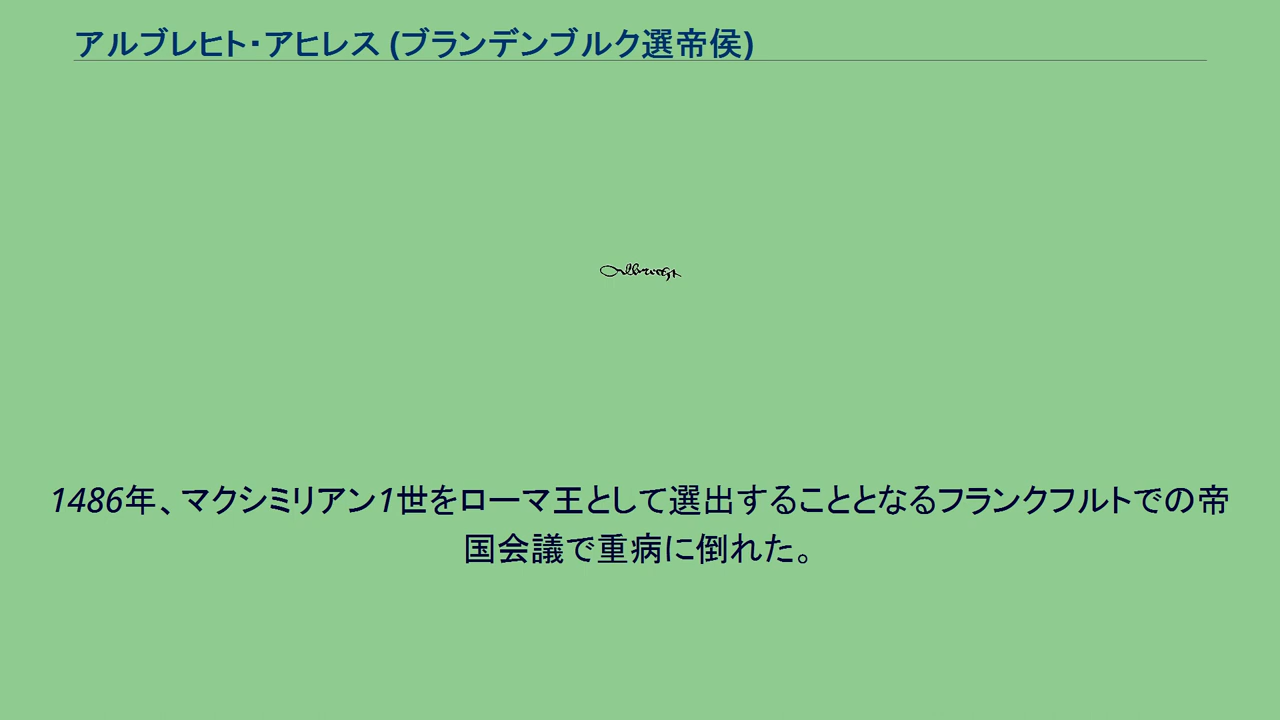 アルブレヒト・アヒレス (ブランデンブルク選帝侯)
Albrecht
1486年、マクシミリアン1世をローマ王として選出することとなるフランクフルトでの帝
国会議で重病に倒れた。